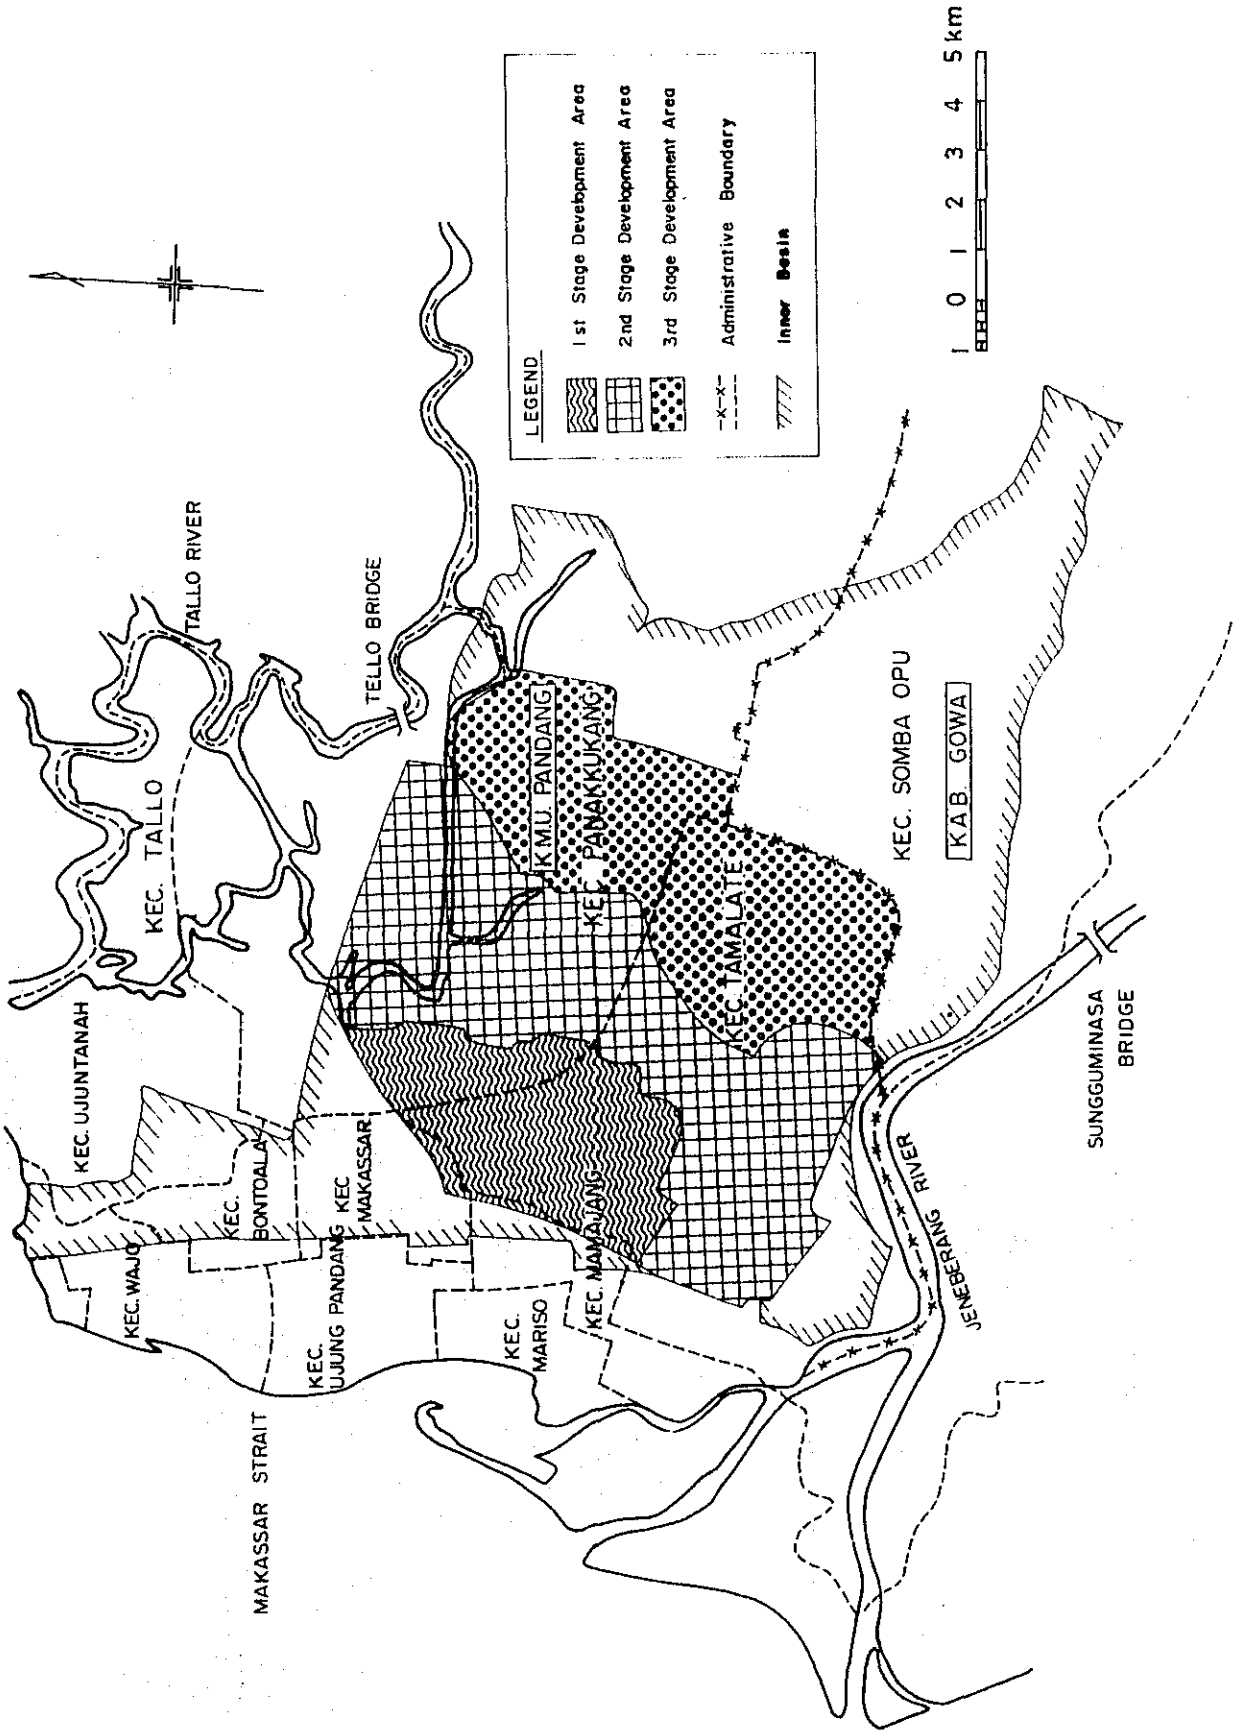 MAKASSAR STRAIT
KEC. UJUNTANAH
KEC. TALLO
TALLO RIVER
TELLO BRIDGE
KEC. WAJO
KEC.
BONTOALA
KEC.
UJUNG PANDANG
KEC
MAKASSAR
KEC.
MARISO
KEC. MAMAJANG
K.M.U. PANDANG
KEC. PANAKKUKANG
KEC. TAMALATE
KEC. SOMBA OPU
KAB. GOWA
JENEBERANG RIVER
SUNGGUMINASA
BRIDGE
LEGEND
1st Stage Development Area
2nd Stage Development Area
3rd Stage Development Area
-x-x- Administrative Boundary
Inner Basin
1 0 1 2 3 4 5 km